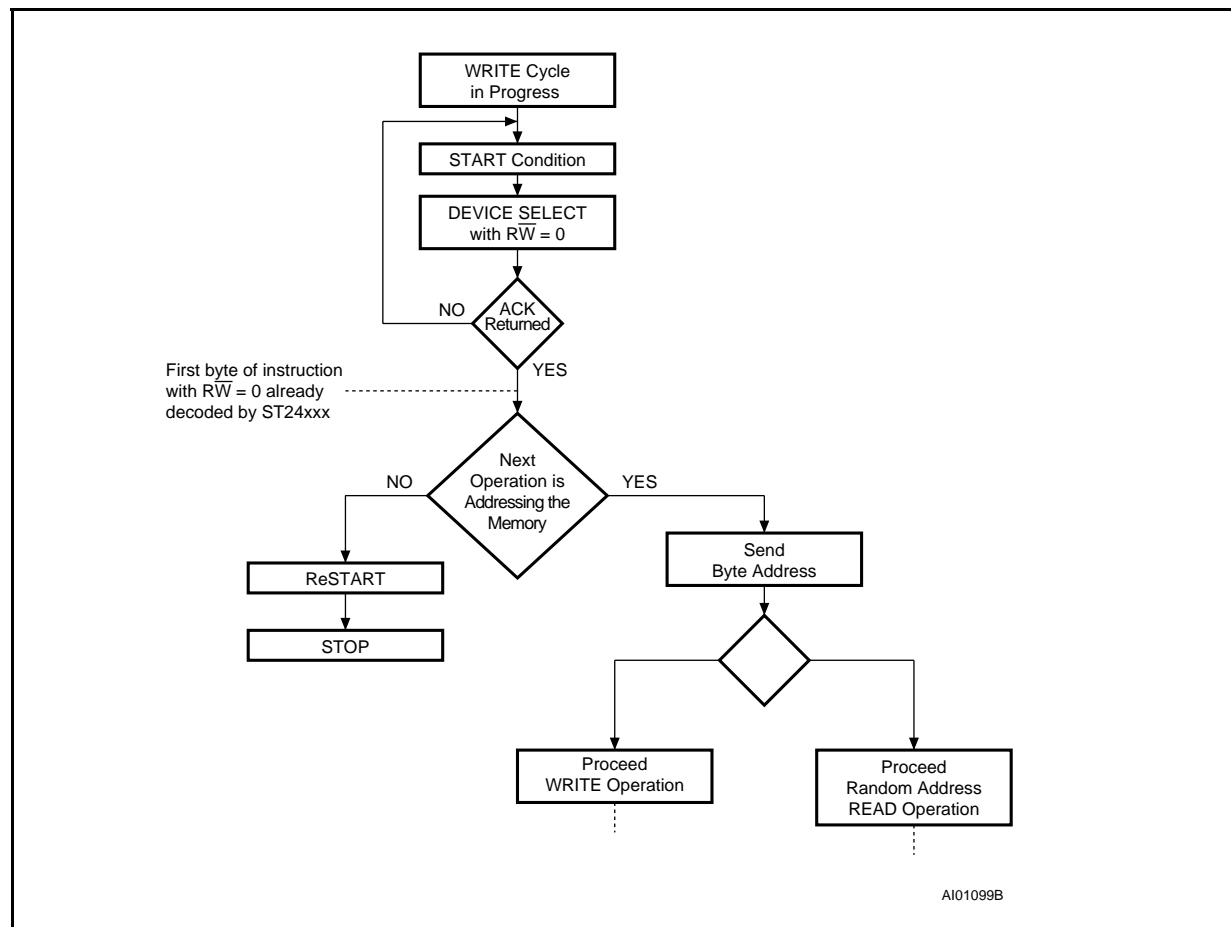 WRITE Cycle
in Progress
START Condition
DEVICE SELECT
with RW̅ = 0
NO
ACK
Returned
YES
First byte of instruction
with RW̅ = 0 already
decoded by ST24xxx
NO
Next
Operation is
Addressing the
Memory
YES
Send
Byte Address
ReSTART
STOP
Proceed
WRITE Operation
Proceed
Random Address
READ Operation
AI01099B